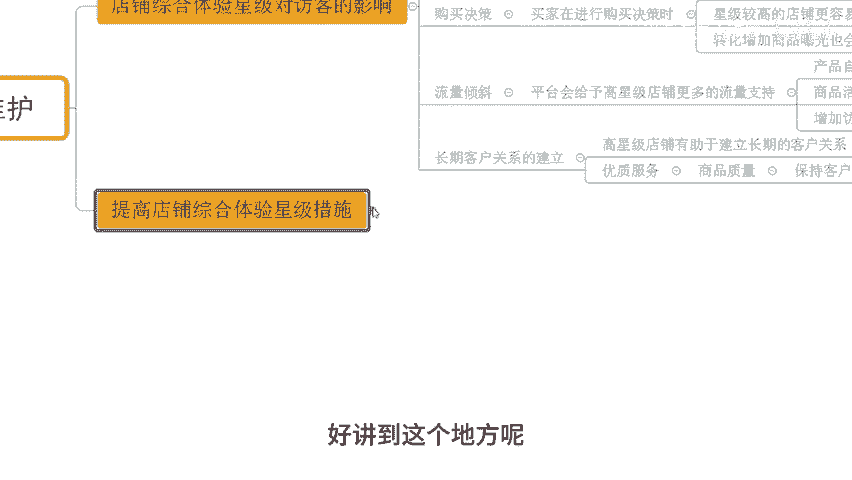 店铺综合体验星级对访客的影响
购买决策
买家在进行购买决策时
星级较高的店铺更容易
转化增加商品曝光也会
产品自
流量倾斜
平台会给予高星级店铺更多的流量支持
商品活
增加访
长期客户关系的建立
高星级店铺有助于建立长期的客户关系
优质服务
商品质量
保持客户
维护
提高店铺综合体验星级措施
好讲到这个地方呢